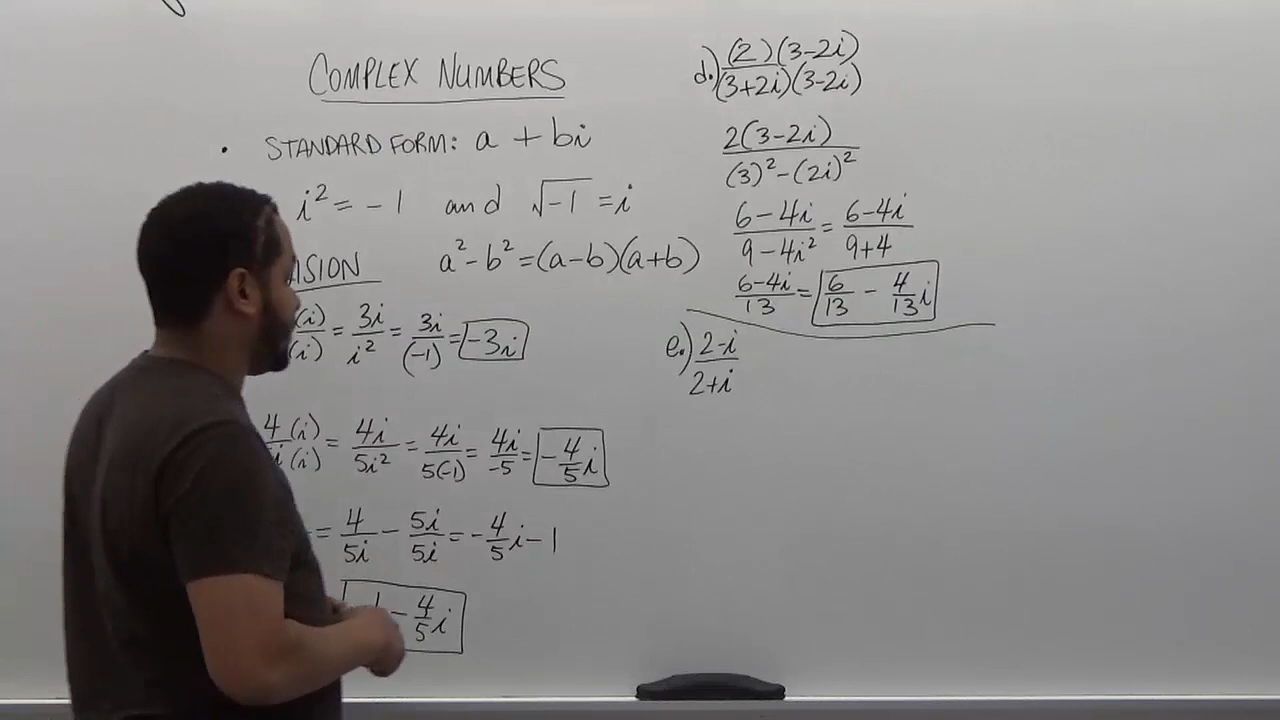 COMPLEX NUMBERS
• STANDARD FORM: a + bi
i² = -1 and √-1 = i
ISION a² - b² = (a-b)(a+b)
(i)/(i) = 3i/i² = 3i/(-1) = -3i
4(i)/i(i) = 4i/5i² = 4i/5(-1) = 4i/-5 = -4/5 i
= 4/5i - 5i/5i = -4/5 i - 1
-1 - 4/5 i
d.) (2)(3-2i)/(3+2i)(3-2i)
2(3-2i)/(3)² - (2i)²
6-4i/9-4i² = 6-4i/9+4
6-4i/13 = 6/13 - 4/13 i
e.) 2-i/2+i